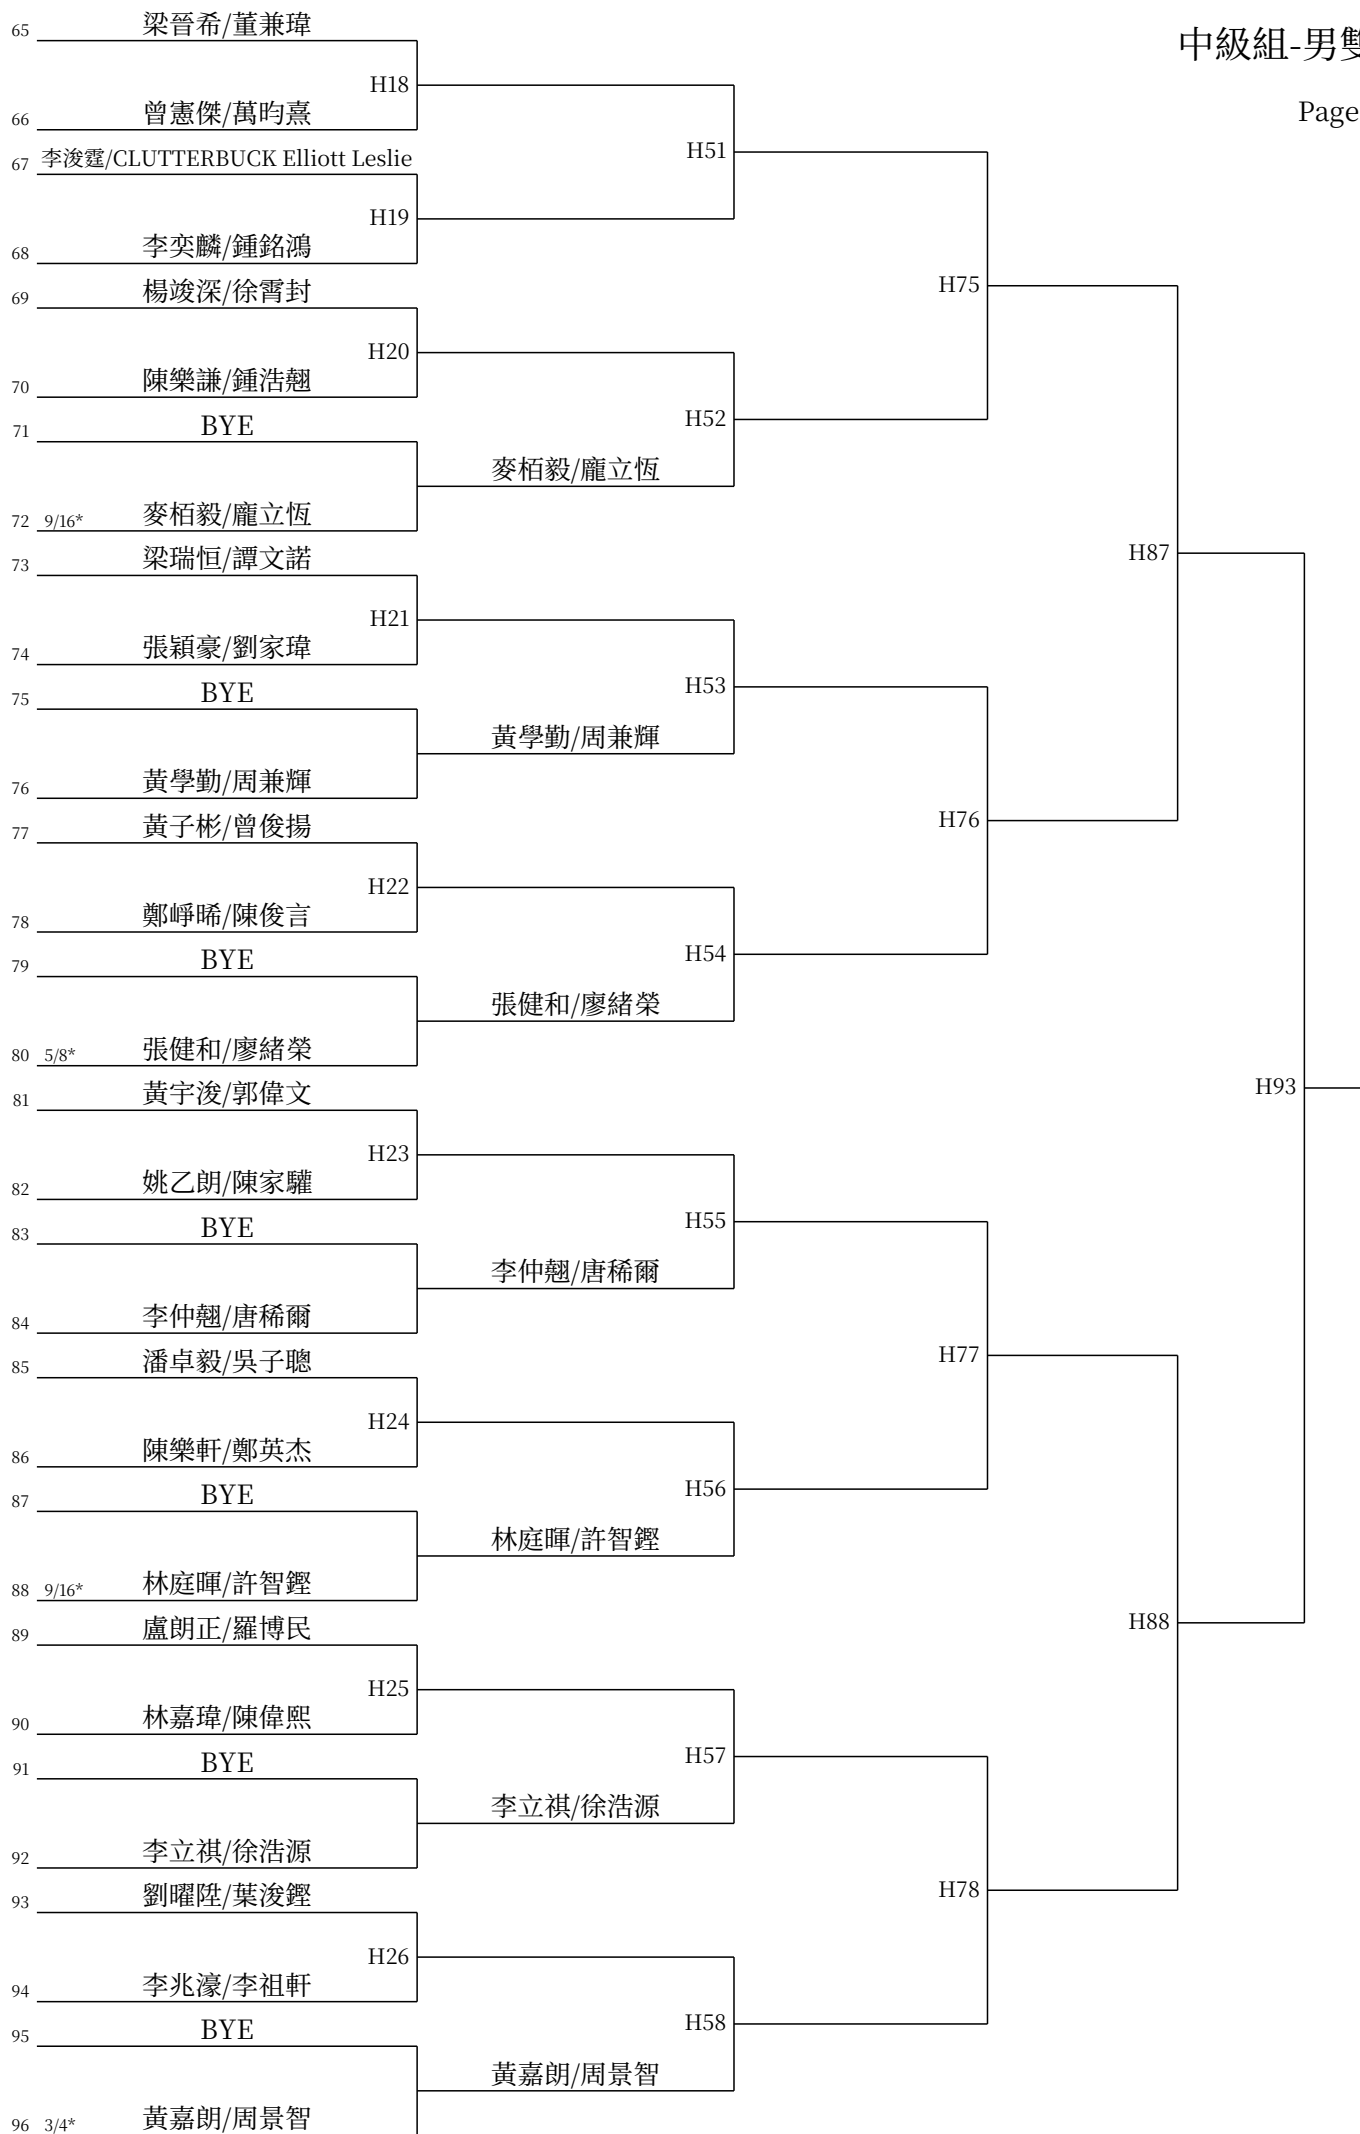 中級組-男雙
Page
65 梁晉希/董兼瑋
H18
66 曾憲傑/萬昀熹
67 李浚霆/CLUTTERBUCK Elliott Leslie
H51
H19
68 李奕麟/鍾銘鴻
69 楊竣深/徐霄封
H75
H20
70 陳樂謙/鍾浩翹
71 BYE
H52
麥栢毅/龐立恆
72 9/16* 麥栢毅/龐立恆
73 梁瑞恒/譚文諾
H87
H21
74 張穎豪/劉家瑋
75 BYE
H53
黃學勤/周兼輝
76 黃學勤/周兼輝
77 黃子彬/曾俊揚
H76
H22
78 鄭崢晞/陳俊言
79 BYE
H54
張健和/廖緒榮
80 5/8* 張健和/廖緒榮
81 黃宇浚/郭偉文
H93
H23
82 姚乙朗/陳家驩
83 BYE
H55
李仲翹/唐稀爾
84 李仲翹/唐稀爾
85 潘卓毅/吳子聰
H77
H24
86 陳樂軒/鄭英杰
87 BYE
H56
林庭暉/許智鏗
88 9/16* 林庭暉/許智鏗
89 盧朗正/羅博民
H88
H25
90 林嘉瑋/陳偉熙
91 BYE
H57
李立祺/徐浩源
92 李立祺/徐浩源
93 劉曜陞/葉浚鏗
H78
H26
94 李兆濠/李祖軒
95 BYE
H58
黃嘉朗/周景智
96 3/4* 黃嘉朗/周景智